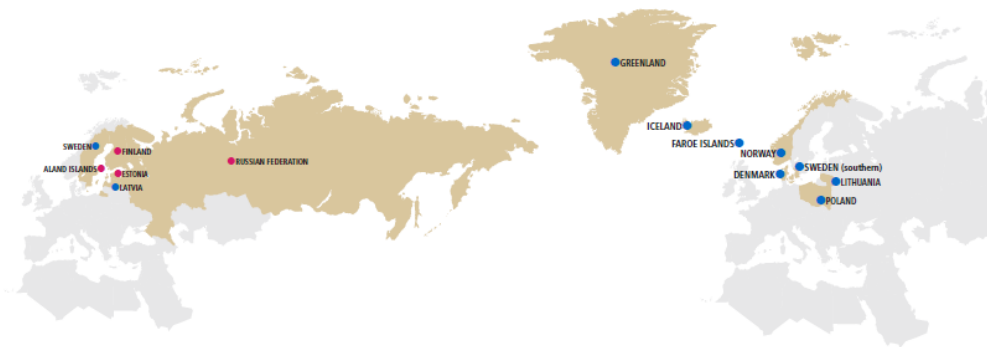 SWEDEN
FINLAND
ALAND ISLANDS
ESTONIA
LATVIA
RUSSIAN FEDERATION
GREENLAND
ICELAND
FAROE ISLANDS
NORWAY
SWEDEN (southern)
DENMARK
LITHUANIA
POLAND